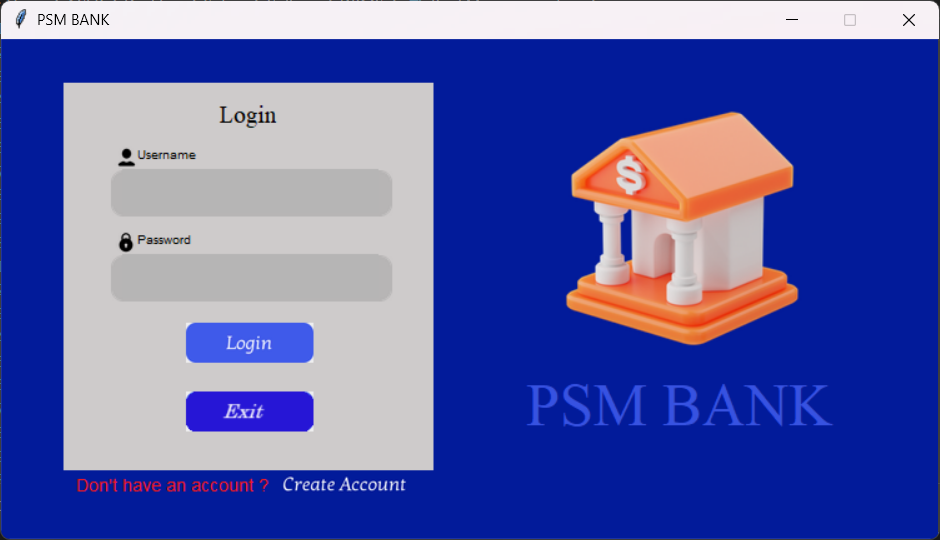 PSM BANK
Login
Username
Password
Login
Exit
Don't have an account ? Create Account
$
PSM BANK